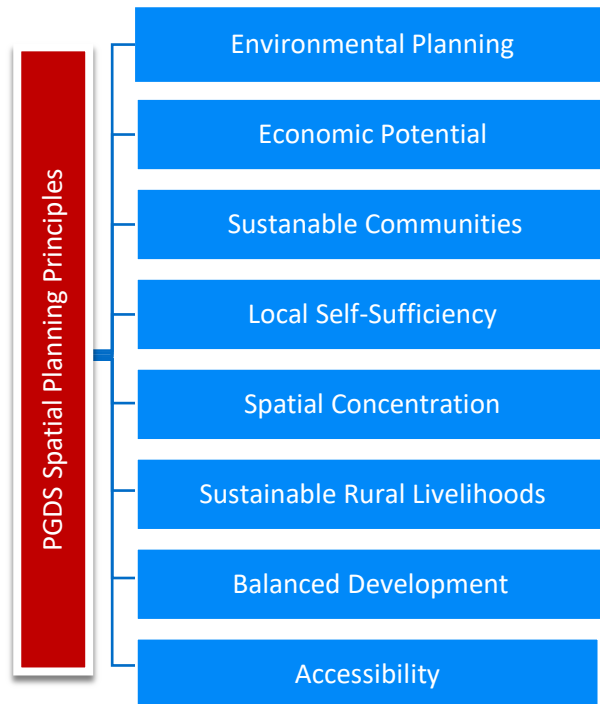 PGDS Spatial Planning Principles
Environmental Planning
Economic Potential
Sustanable Communities
Local Self-Sufficiency
Spatial Concentration
Sustainable Rural Livelihoods
Balanced Development
Accessibility